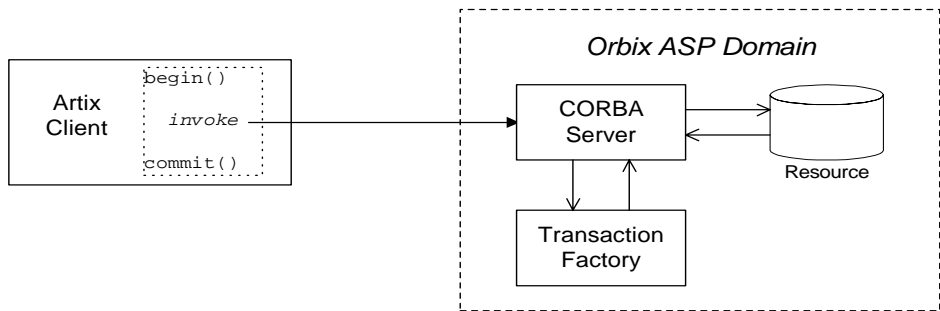 Orbix ASP Domain
Artix
Client
begin()
invoke
commit()
CORBA
Server
Resource
Transaction
Factory